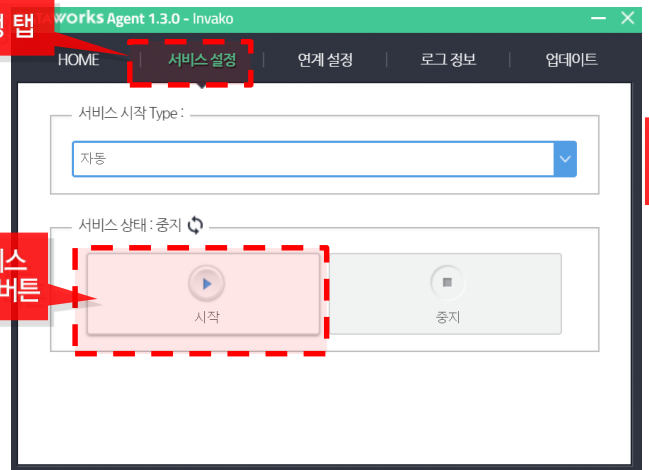 Works Agent 1.3.0 - Invako
탭
HOME
서비스 설정
연계 설정
로그 정보
업데이트
서비스 시작 Type :
자동
서비스 상태 : 중지
버튼
시작
중지